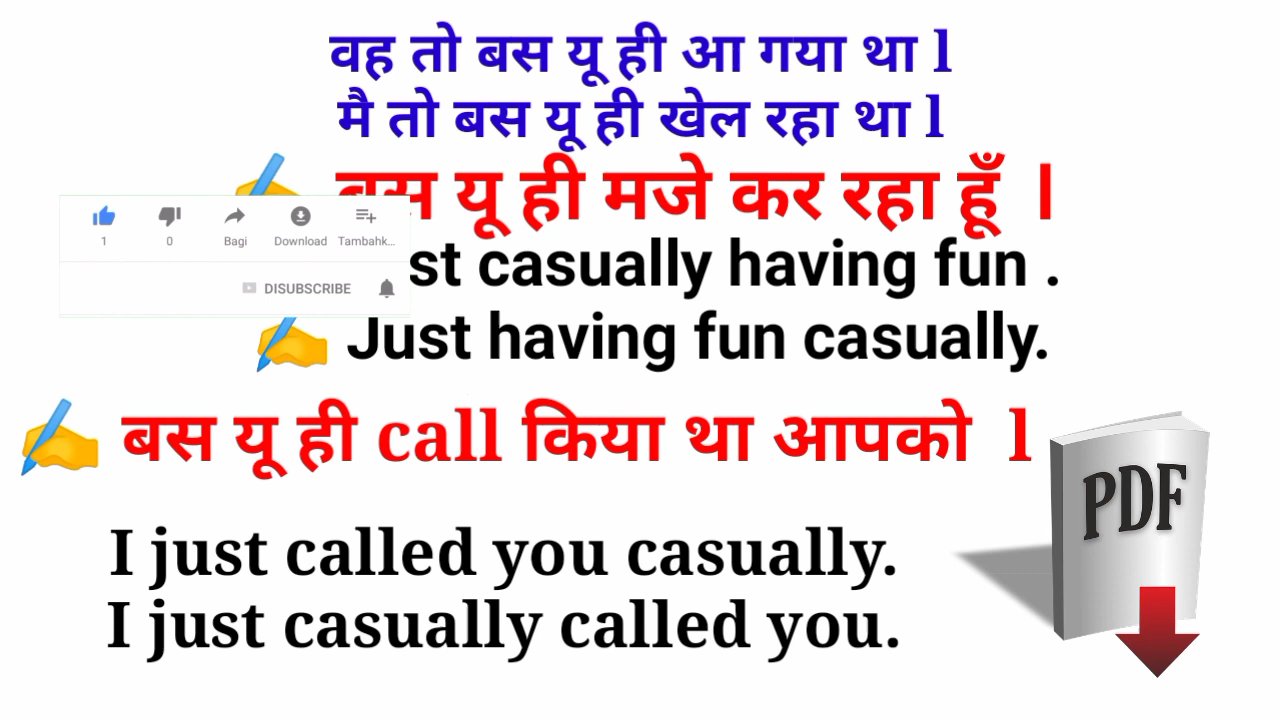 वह तो बस यू ही आ गया था l
मै तो बस यू ही खेल रहा था l
बस यू ही मजे कर रहा हूँ l
1 0 Bagi Download Tambahk...
casually having fun .
DISUBSCRIBE
Just having fun casually.
बस यू ही call किया था आपको l
I just called you casually.
I just casually called you.
PDF